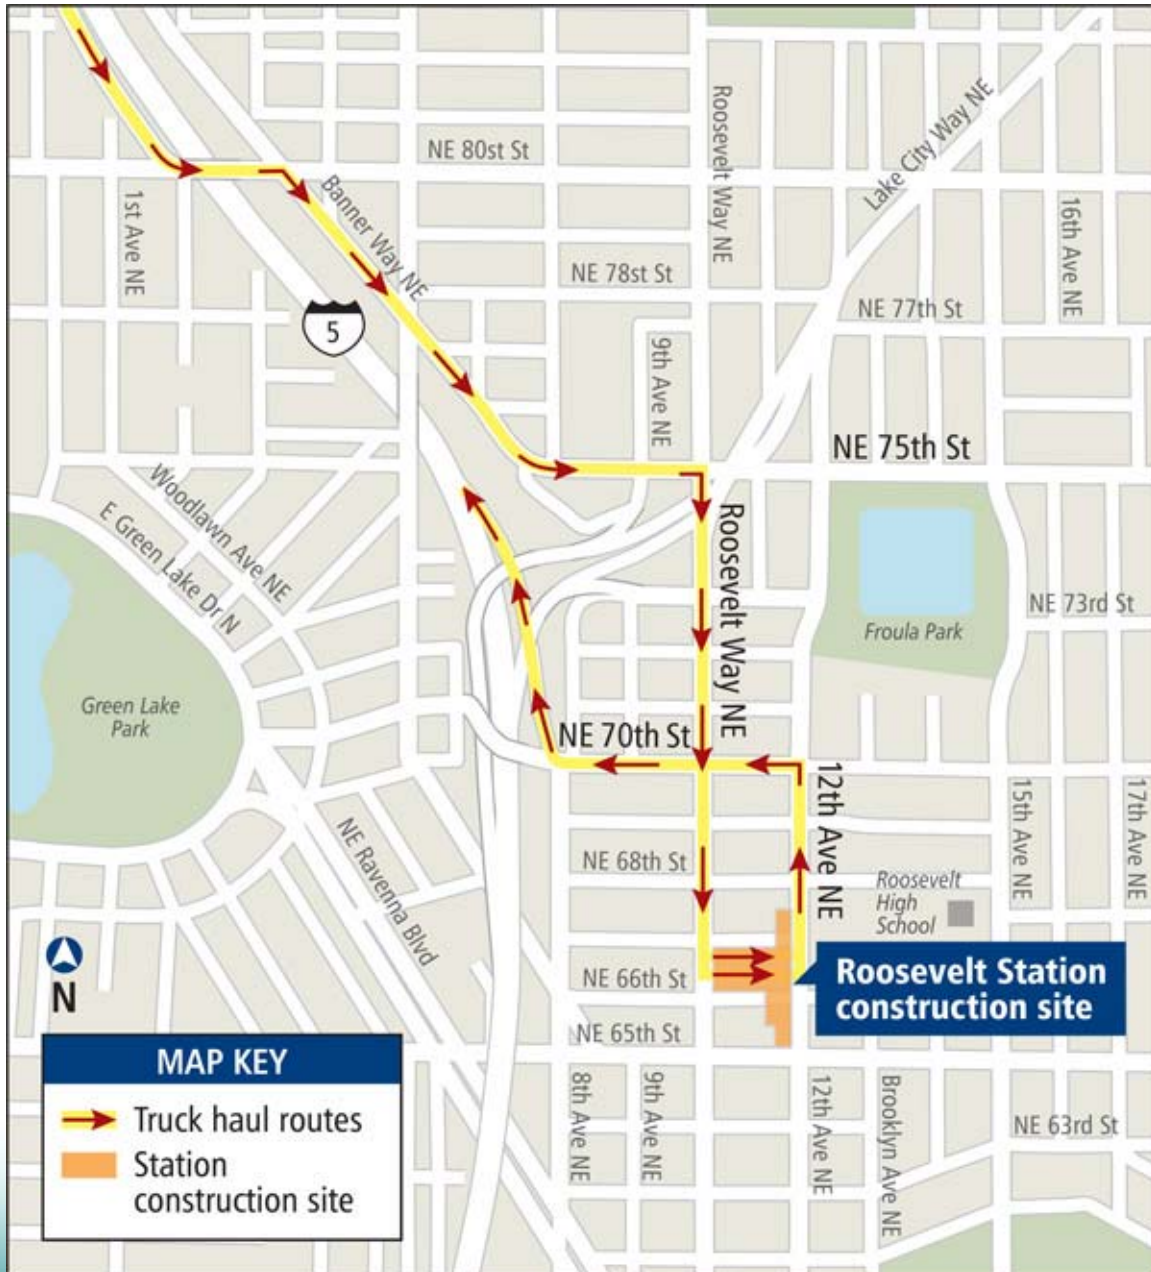 NE 80st St
Roosevelt Way NE
Lake City Way NE
1st Ave NE
Banner Way NE
16th Ave NE
NE 78st St
NE 77th St
5
9th Ave NE
NE 75th St
Woodlawn Ave NE
E Green Lake Dr N
Roosevelt Way NE
NE 73rd St
Froula Park
Green Lake
Park
NE 70th St
12th Ave NE
15th Ave NE
17th Ave NE
NE Ravenna Blvd
NE 68th St
Roosevelt
High
School
N
NE 66th St
Roosevelt Station
construction site
NE 65th St
8th Ave NE
9th Ave NE
12th Ave NE
Brooklyn Ave NE
NE 63rd St
MAP KEY
Truck haul routes
Station
construction site